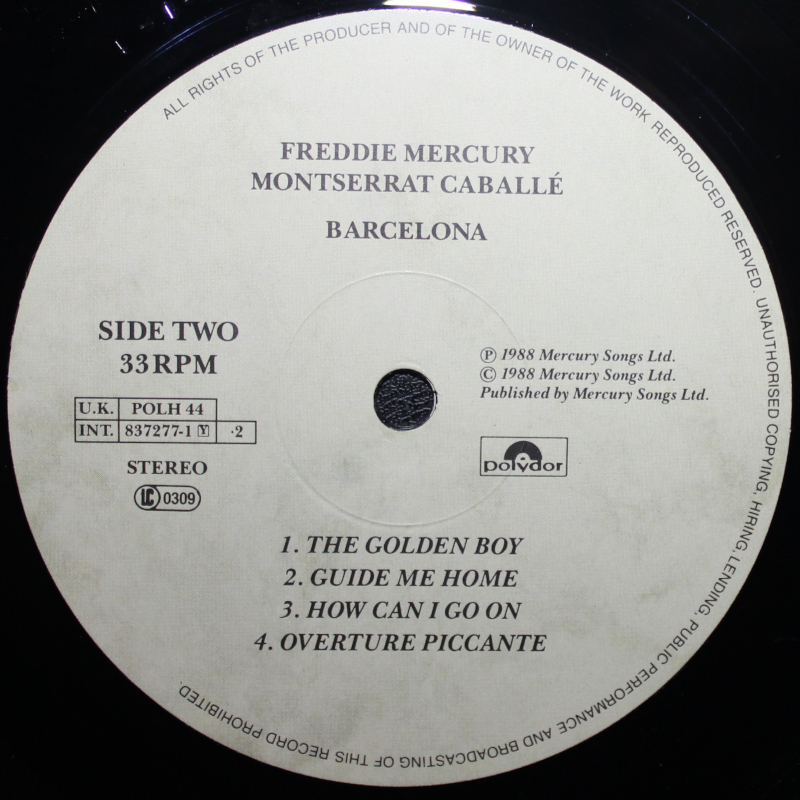 ALL RIGHTS OF THE PRODUCER AND OF THE OWNER OF THE WORK REPRODUCED RESERVED. UNAUTHORISED COPYING, HIRING, LENDING, PUBLIC PERFORMANCE AND BROADCASTING OF THIS RECORD PROHIBITED.
FREDDIE MERCURY
MONTSERRAT CABALLÉ
BARCELONA
SIDE TWO
33RPM
U.K. POLH 44
INT. 837277-1 Y ·2
STEREO
LC 0309
Ⓟ 1988 Mercury Songs Ltd.
© 1988 Mercury Songs Ltd.
Published by Mercury Songs Ltd.
polydor
1. THE GOLDEN BOY
2. GUIDE ME HOME
3. HOW CAN I GO ON
4. OVERTURE PICCANTE